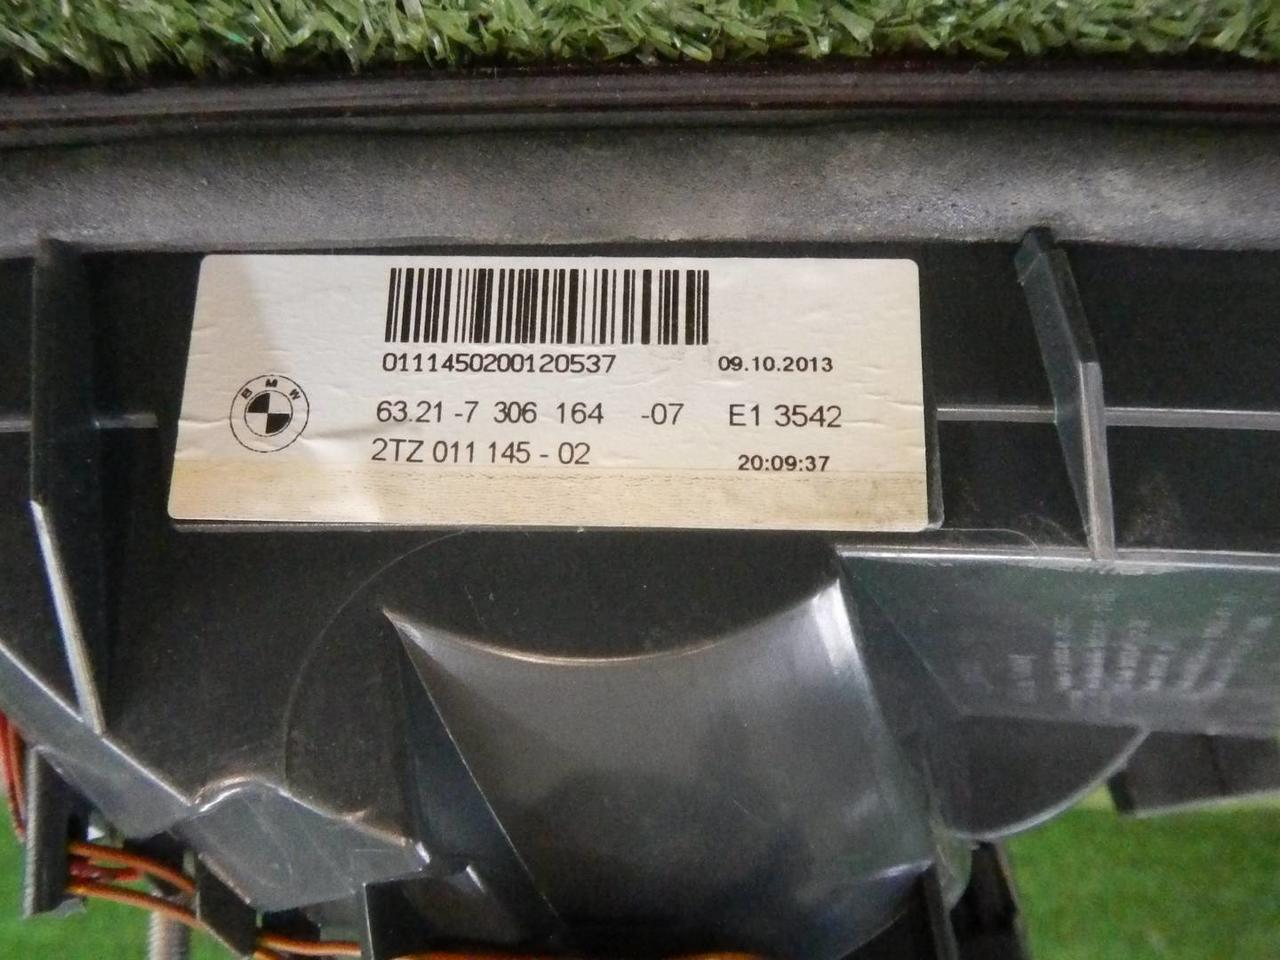 0111450200120537 09.10.2013
BMW
63.21-7 306 164 -07 E1 3542
2TZ 011 145-02 20:09:37